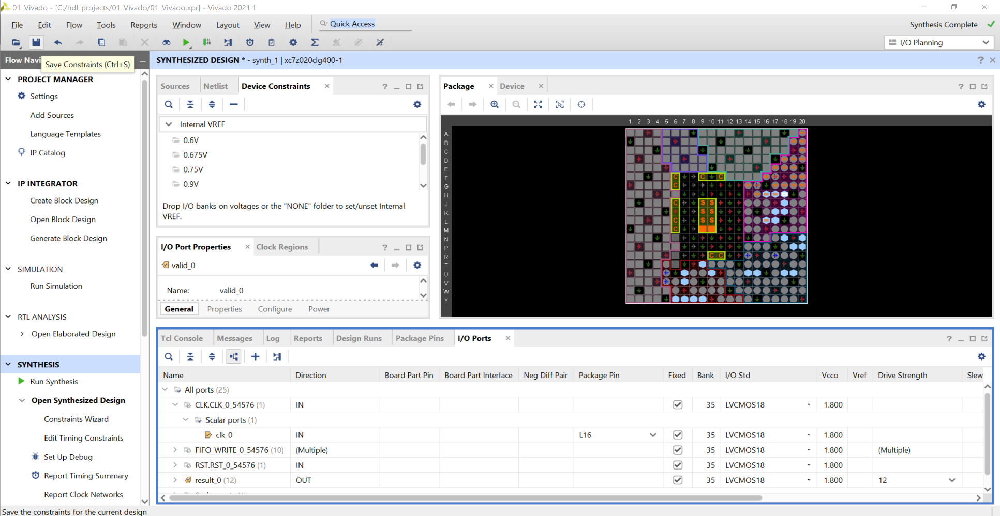 01_Vivado - [C:/hdl_projects/01_Vivado/01_Vivado.xpr] - Vivado 2021.1
File Edit Flow Tools Reports Window Layout View Help Quick Access Synthesis Complete
I/O Planning
Flow Navi
Save Constraints (Ctrl+S)
SYNTHESIZED DESIGN * - synth_1 | xc7z020clg400-1
PROJECT MANAGER
Settings
Add Sources
Language Templates
IP Catalog
IP INTEGRATOR
Create Block Design
Open Block Design
Generate Block Design
SIMULATION
Run Simulation
RTL ANALYSIS
Open Elaborated Design
SYNTHESIS
Run Synthesis
Open Synthesized Design
Constraints Wizard
Edit Timing Constraints
Set Up Debug
Report Timing Summary
Report Clock Networks
Sources Netlist Device Constraints
Internal VREF
0.6V
0.675V
0.75V
0.9V
Drop I/O banks on voltages or the "NONE" folder to set/unset Internal
VREF.
I/O Port Properties Clock Regions
valid_0
Name: valid_0
General Properties Configure Power
Package Device
1 2 3 4 5 6 7 8 9 10 11 12 13 14 15 16 17 18 19 20
A
B
C
D
E
F C C C
G C
H
J C S S
K S S
L C S S
M C
N
P
R C C
T
U
V
W
Y
Tcl Console Messages Log Reports Design Runs Package Pins I/O Ports
Name Direction Board Part Pin Board Part Interface Neg Diff Pair Package Pin Fixed Bank I/O Std Vcco Vref Drive Strength Slew
All ports (25)
CLK.CLK_0_54576 (1) IN 35 LVCMOS18 1.800
Scalar ports (1)
clk_0 IN L16 35 LVCMOS18 1.800
FIFO_WRITE_0_54576 (10) (Multiple) 35 LVCMOS18 1.800 (Multiple)
RST.RST_0_54576 (1) IN 35 LVCMOS18 1.800
result_0 (12) OUT 35 LVCMOS18 1.800 12
Save the constraints for the current design